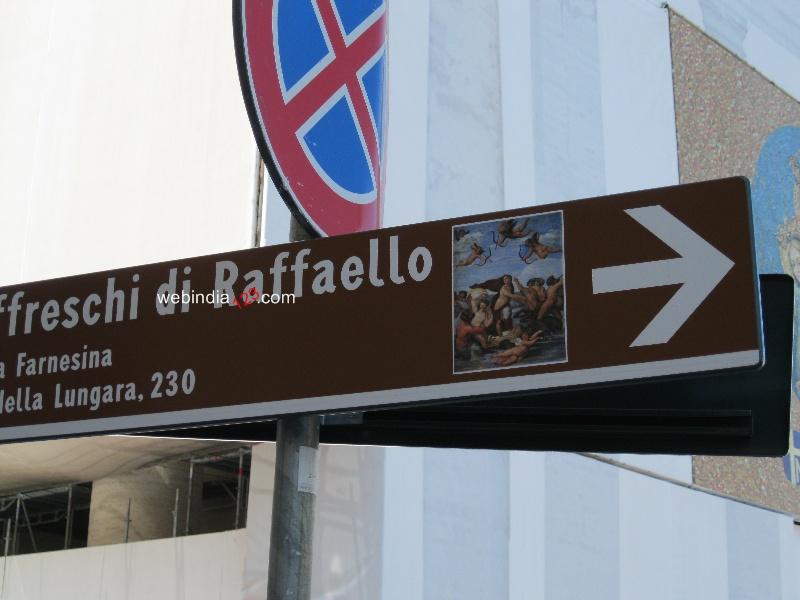 ffreschi di Raffaello
webindia123.com
a Farnesina
della Lungara, 230